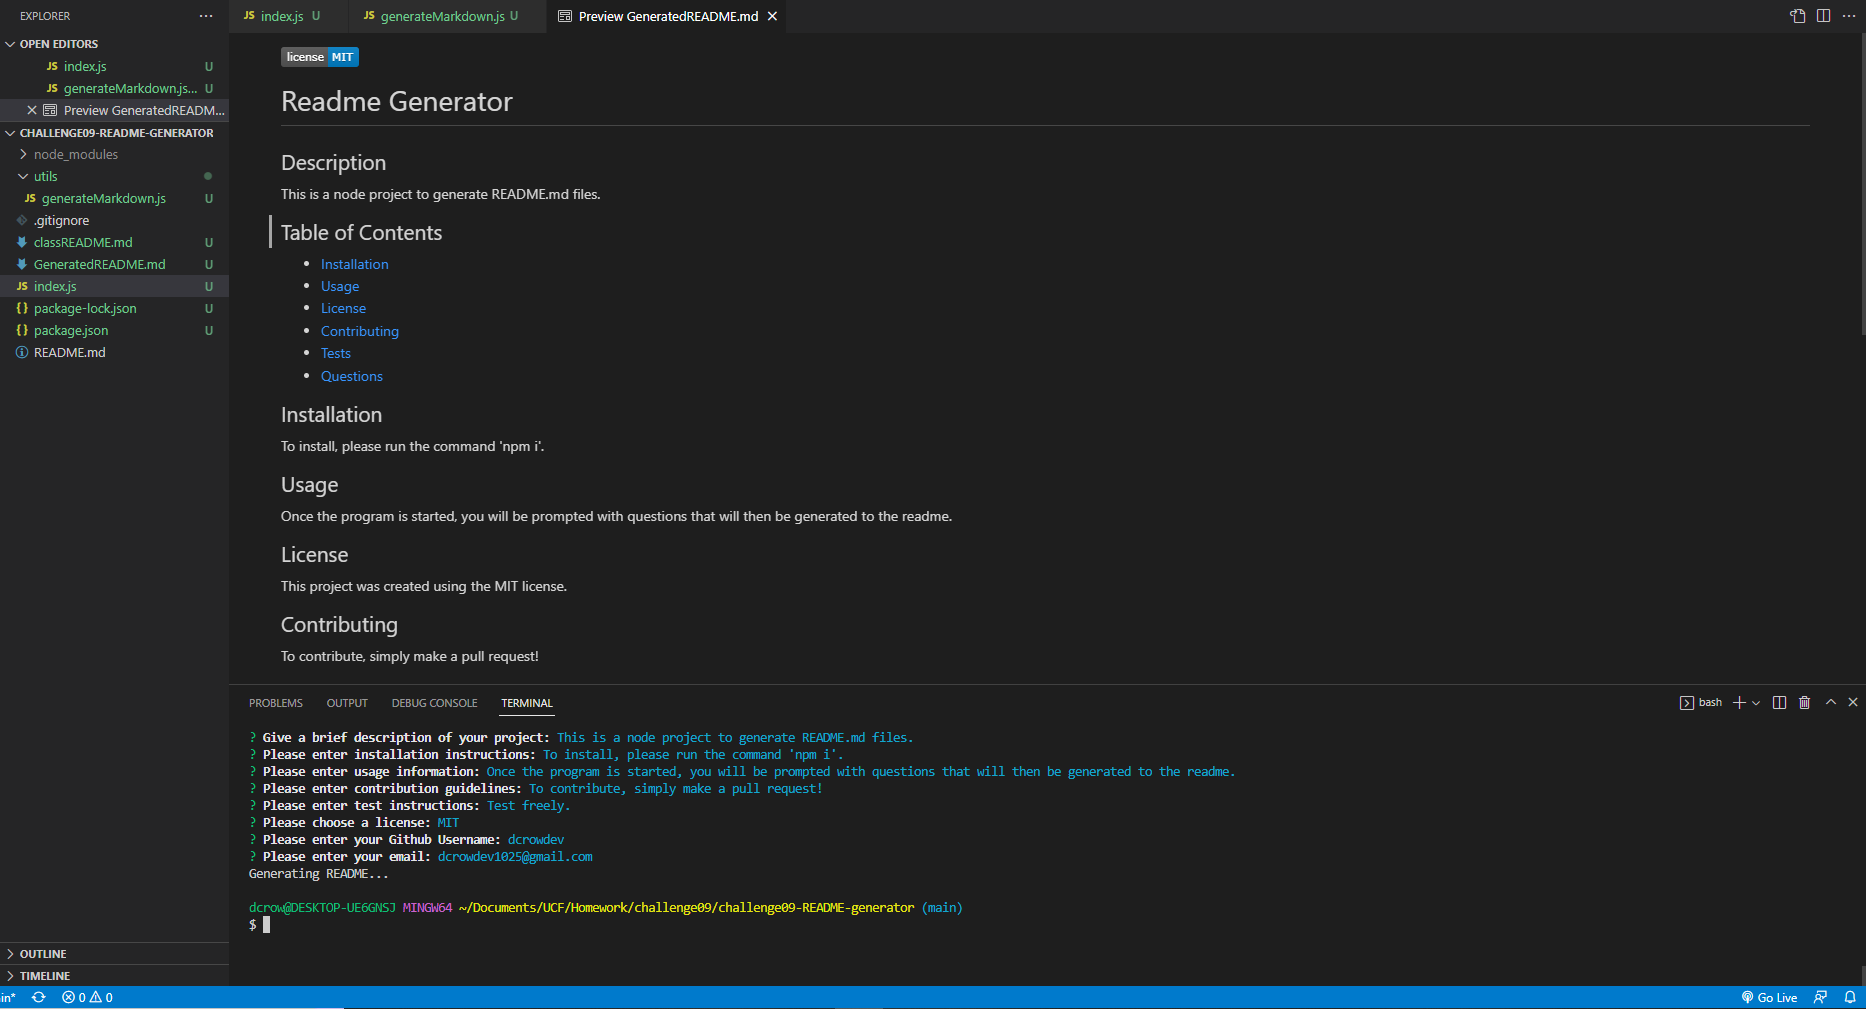 EXPLORER
OPEN EDITORS
JS index.js U
JS generateMarkdown.js... U
Preview GeneratedREADM...
CHALLENGE09-README-GENERATOR
node_modules
utils
JS generateMarkdown.js U
.gitignore
classREADME.md U
GeneratedREADME.md U
JS index.js U
{} package-lock.json U
{} package.json U
README.md
OUTLINE
TIMELINE
JS index.js U
JS generateMarkdown.js U
Preview GeneratedREADME.md
license MIT
Readme Generator
Description
This is a node project to generate README.md files.
Table of Contents
• Installation
• Usage
• License
• Contributing
• Tests
• Questions
Installation
To install, please run the command 'npm i'.
Usage
Once the program is started, you will be prompted with questions that will then be generated to the readme.
License
This project was created using the MIT license.
Contributing
To contribute, simply make a pull request!
PROBLEMS OUTPUT DEBUG CONSOLE TERMINAL
bash
? Give a brief description of your project: This is a node project to generate README.md files.
? Please enter installation instructions: To install, please run the command 'npm i'.
? Please enter usage information: Once the program is started, you will be prompted with questions that will then be generated to the readme.
? Please enter contribution guidelines: To contribute, simply make a pull request!
? Please enter test instructions: Test freely.
? Please choose a license: MIT
? Please enter your Github Username: dcrowdev
? Please enter your email: dcrowdev1025@gmail.com
Generating README...
dcrow@DESKTOP-UE6GNSJ MINGW64 ~/Documents/UCF/Homework/challenge09/challenge09-README-generator (main)
$
in* 0 0
Go Live